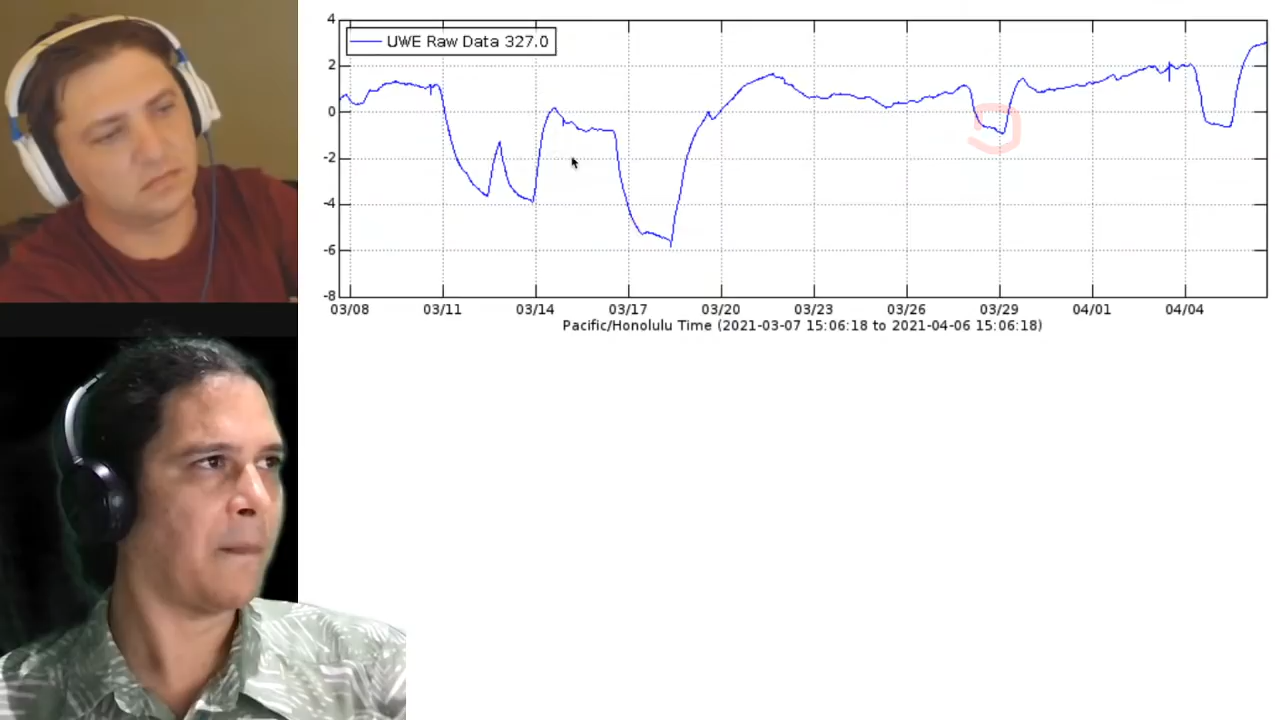 4
UWE Raw Data 327.0
2
0
-2
-4
-6
-8
03/08 03/11 03/14 03/17 03/20 03/23 03/26 03/29 04/01 04/04
Pacific/Honolulu Time (2021-03-07 15:06:18 to 2021-04-06 15:06:18)